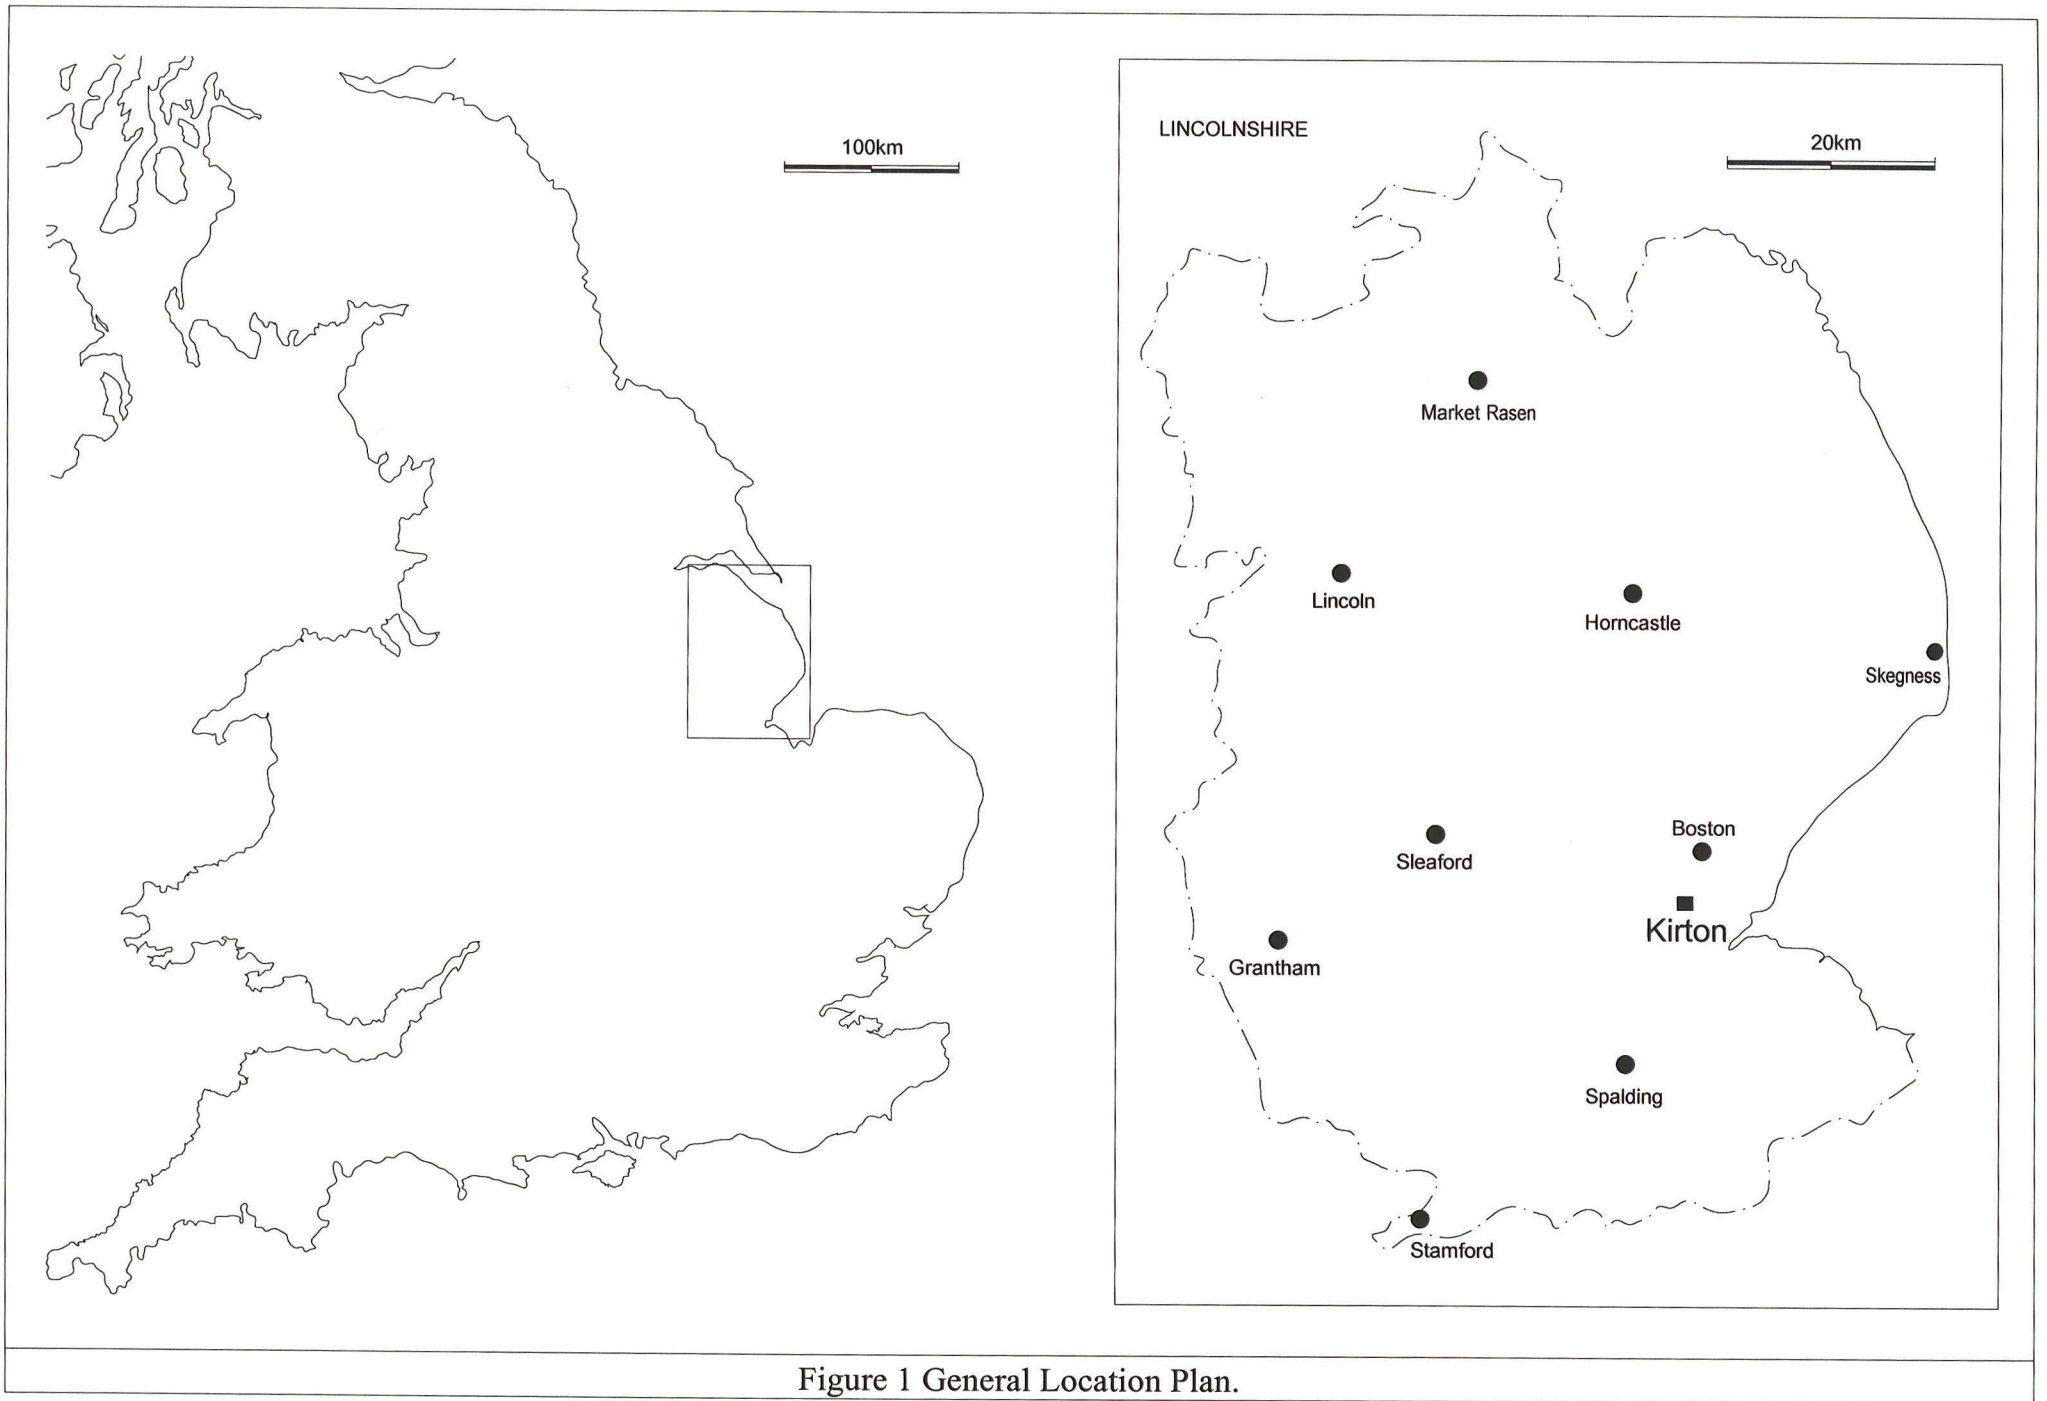 100km
LINCOLNSHIRE
20km
Market Rasen
Lincoln
Horncastle
Skegness
Boston
Sleaford
Kirton
Grantham
Spalding
Stamford
Figure 1 General Location Plan.